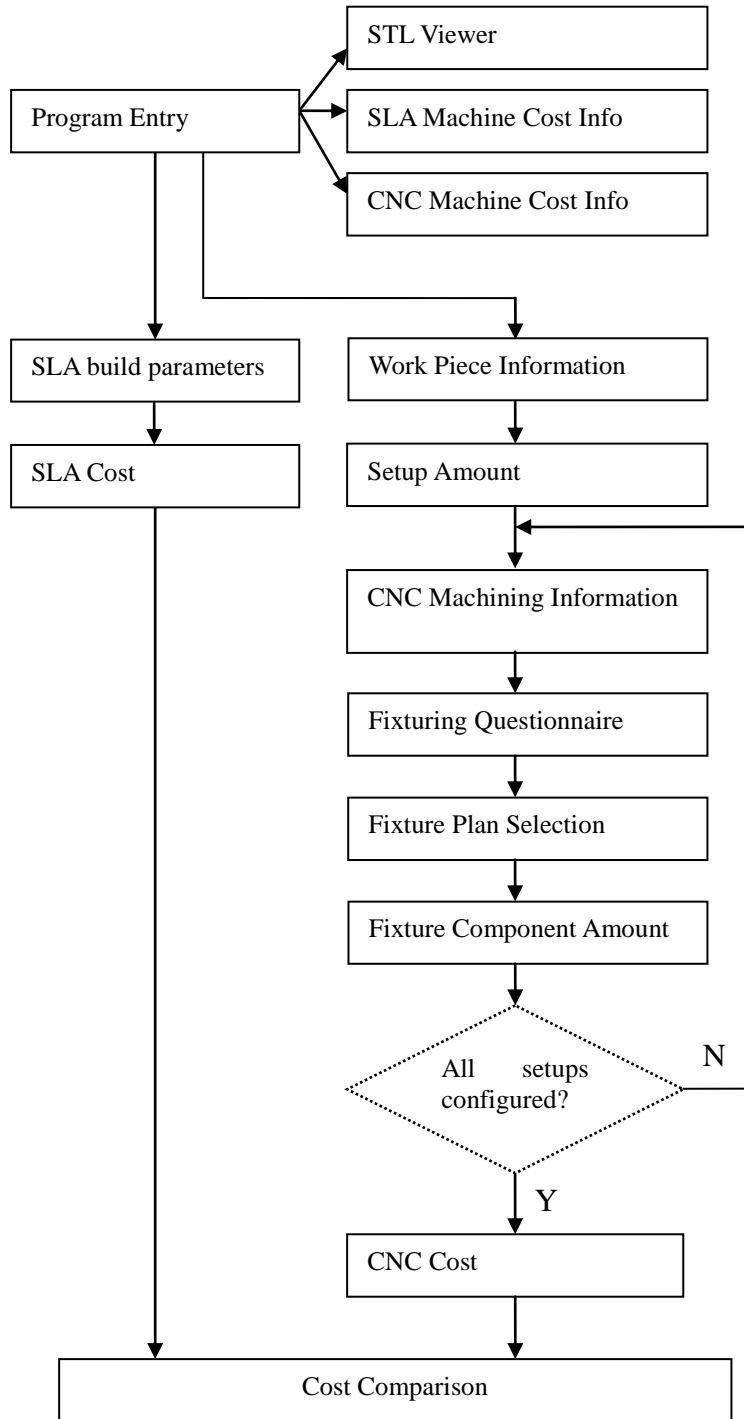 STL Viewer
Program Entry
SLA Machine Cost Info
CNC Machine Cost Info
SLA build parameters
Work Piece Information
SLA Cost
Setup Amount
CNC Machining Information
Fixturing Questionnaire
Fixture Plan Selection
Fixture Component Amount
All setups
configured?
N
Y
CNC Cost
Cost Comparison